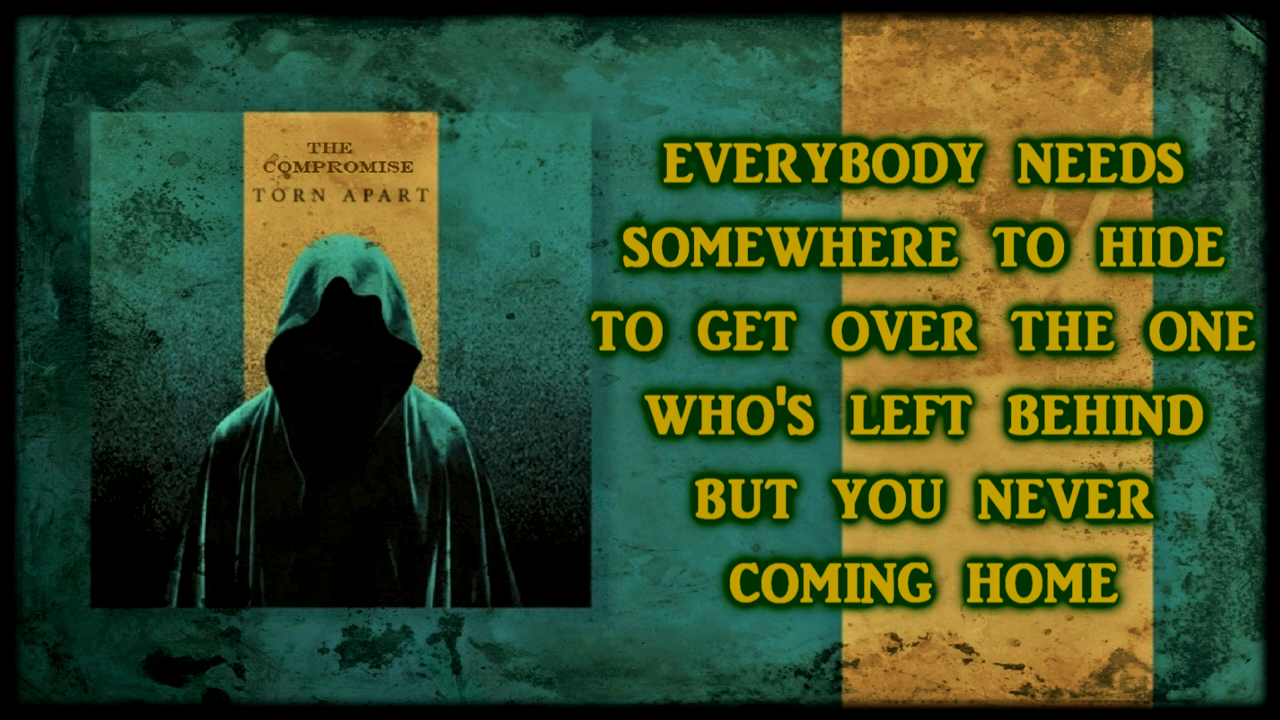 THE
COMPROMISE
TORN APART
EVERYBODY NEEDS
SOMEWHERE TO HIDE
TO GET OVER THE ONE
WHO'S LEFT BEHIND
BUT YOU NEVER
COMING HOME